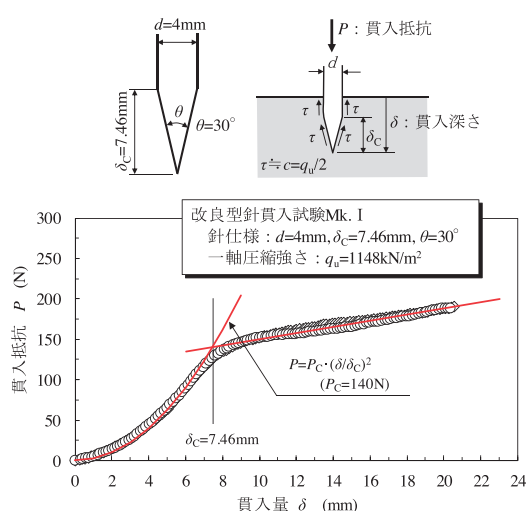 d=4mm
θ
θ=30°
δC=7.46mm
P：貫入抵抗
d
τ τ
τ τ
δC
δ：貫入深さ
τ≒c=qu/2
改良型針貫入試験Mk. I
針仕様：d=4mm, δC=7.46mm, θ=30°
一軸圧縮強さ：qu=1148kN/m²
貫入抵抗 P (N)
300
250
200
150
100
50
0
P=PC·(δ/δC)²
(PC=140N)
δC=7.46mm
0 2 4 6 8 10 12 14 16 18 20 22 24
貫入量 δ (mm)